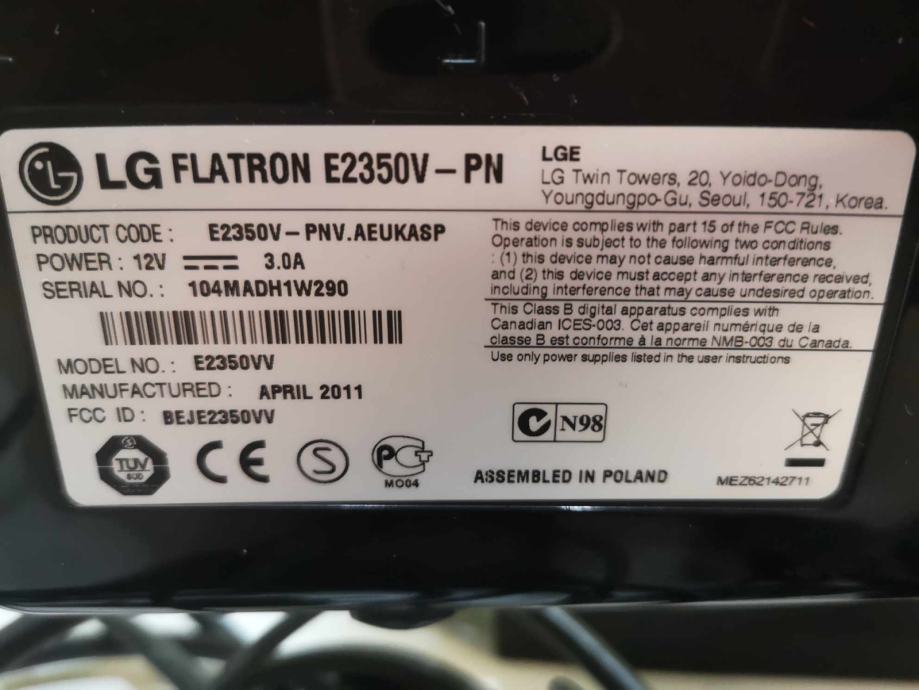 LG FLATRON E2350V-PN
LGE
LG Twin Towers, 20, Yoido-Dong,
Youngdungpo-Gu, Seoul, 150-721, Korea.
PRODUCT CODE : E2350V-PNV.AEUKASP
POWER : 12V 3.0A
SERIAL NO. : 104MADH1W290
MODEL NO. : E2350VV
MANUFACTURED : APRIL 2011
FCC ID : BEJE2350VV
This device complies with part 15 of the FCC Rules.
Operation is subject to the following two conditions
: (1) this device may not cause harmful interference,
and (2) this device must accept any interference received,
including interference that may cause undesired operation.
This Class B digital apparatus complies with
Canadian ICES-003. Cet appareil numérique de la
classe B est conforme à la norme NMB-003 du Canada.
Use only power supplies listed in the user instructions
N98
TÜV
SÜD
CE
S
PCT
MO04
ASSEMBLED IN POLAND
MEZ62142711